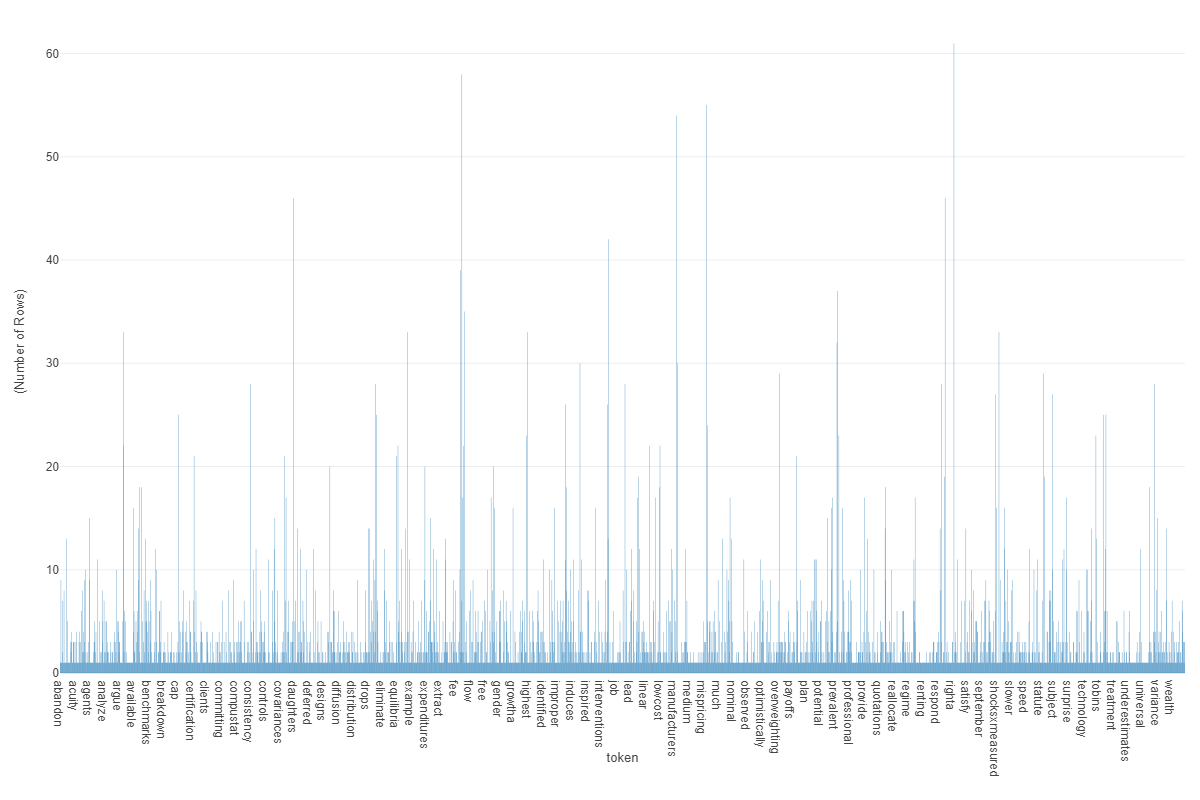 60
50
40
30
20
10
0
(Number of Rows)
abandon
acuity
agents
analyze
argue
available
benchmarks
breakdown
cap
certification
clients
committing
compustat
consistency
controls
covariances
daughters
deferred
designs
diffusion
distribution
drops
eliminate
equilibria
example
expenditures
extract
fee
flow
free
gender
growtha
highest
identified
improper
induces
inspired
interventions
job
lead
linear
lowcost
manufacturers
medium
mispricing
much
nominal
observed
optimistically
overweighting
payoffs
plan
potential
prevalent
professional
provide
quotations
reallocate
regime
renting
respond
righta
satisfy
september
shocksxmeasured
slower
speed
statute
subject
surprise
technology
tobins
treatment
underestimates
universal
variance
wealth
token